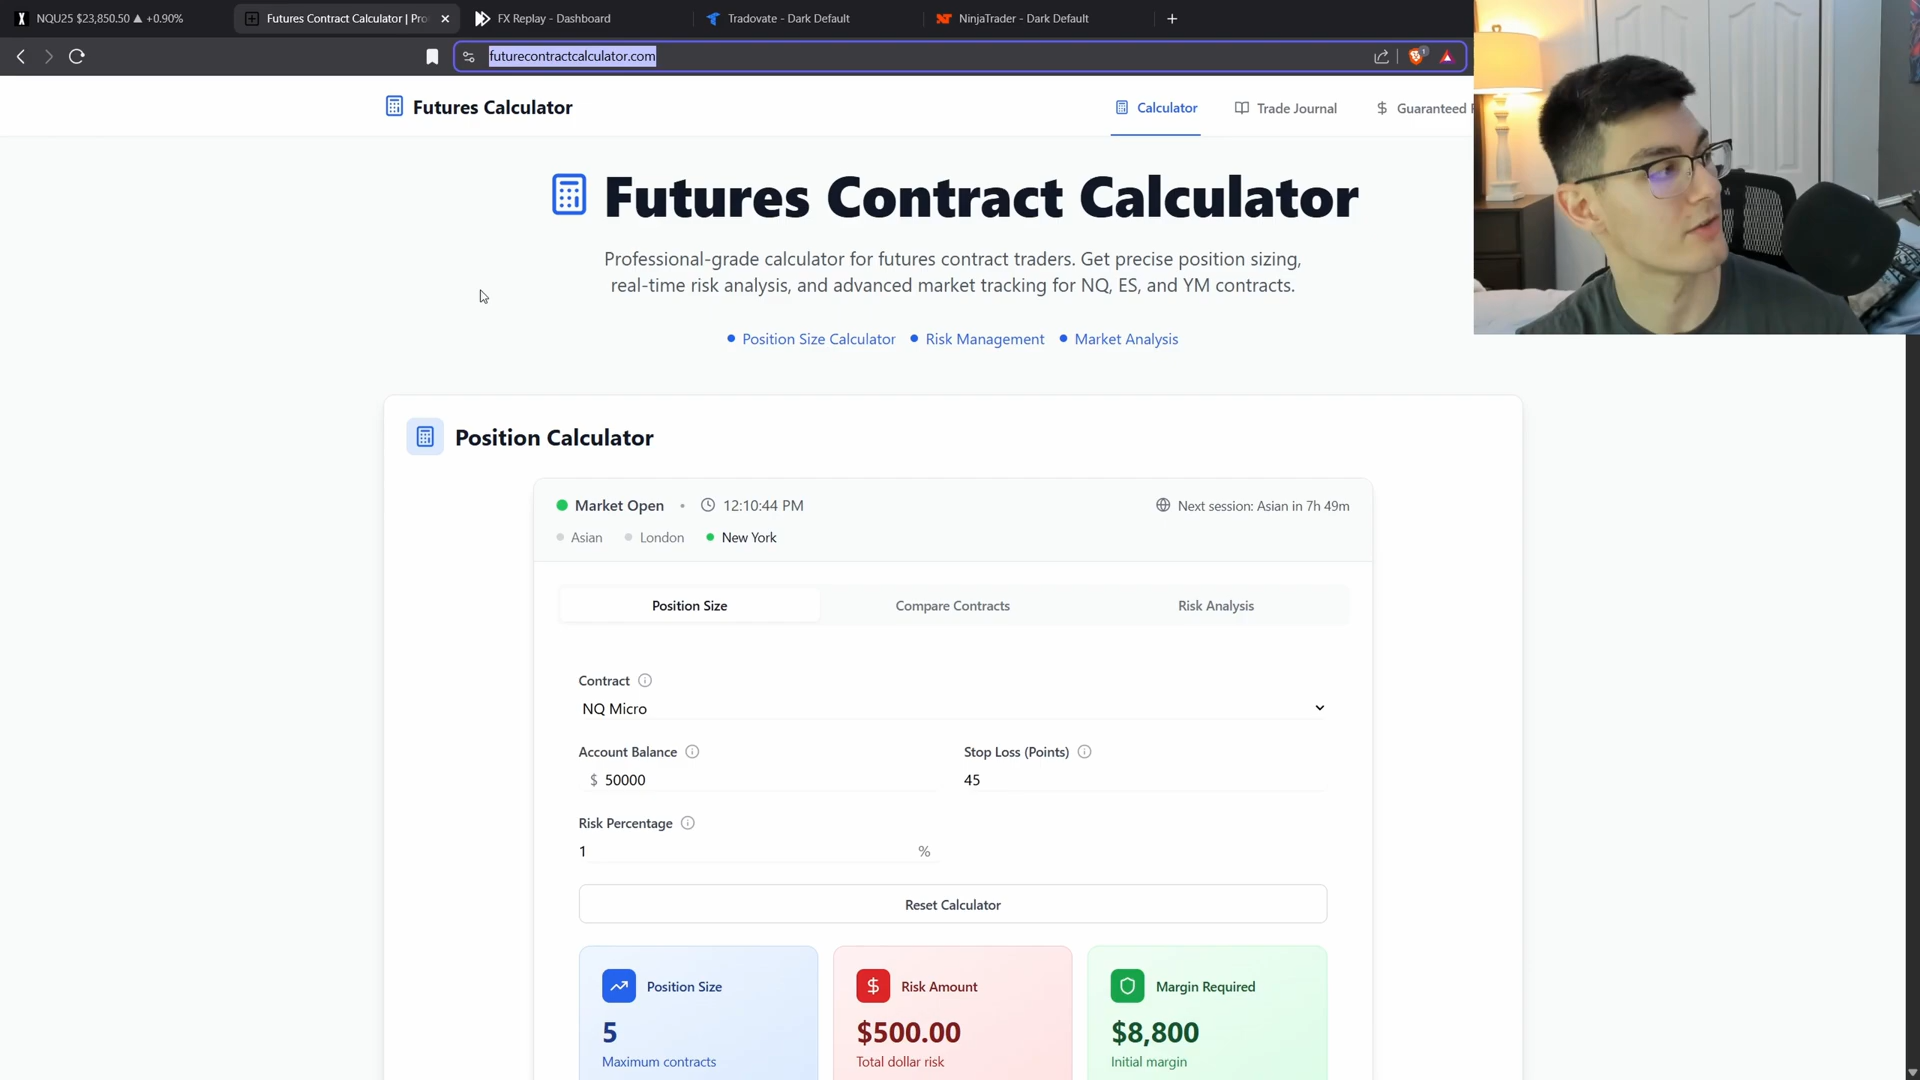 NQU25 $23,850.50 ▲ +0.90%
Futures Contract Calculator | Pro
FX Replay - Dashboard
Tradovate - Dark Default
NinjaTrader - Dark Default
futurecontractcalculator.com
1
Futures Calculator
Calculator
Trade Journal
Guaranteed
Futures Contract Calculator
Professional-grade calculator for futures contract traders. Get precise position sizing,
real-time risk analysis, and advanced market tracking for NQ, ES, and YM contracts.
Position Size Calculator
Risk Management
Market Analysis
Position Calculator
Market Open • 12:10:44 PM
Next session: Asian in 7h 49m
Asian
London
New York
Position Size
Compare Contracts
Risk Analysis
Contract
NQ Micro
Account Balance
Stop Loss (Points)
$ 50000
45
Risk Percentage
1 %
Reset Calculator
Position Size
Risk Amount
Margin Required
5
$500.00
$8,800
Maximum contracts
Total dollar risk
Initial margin